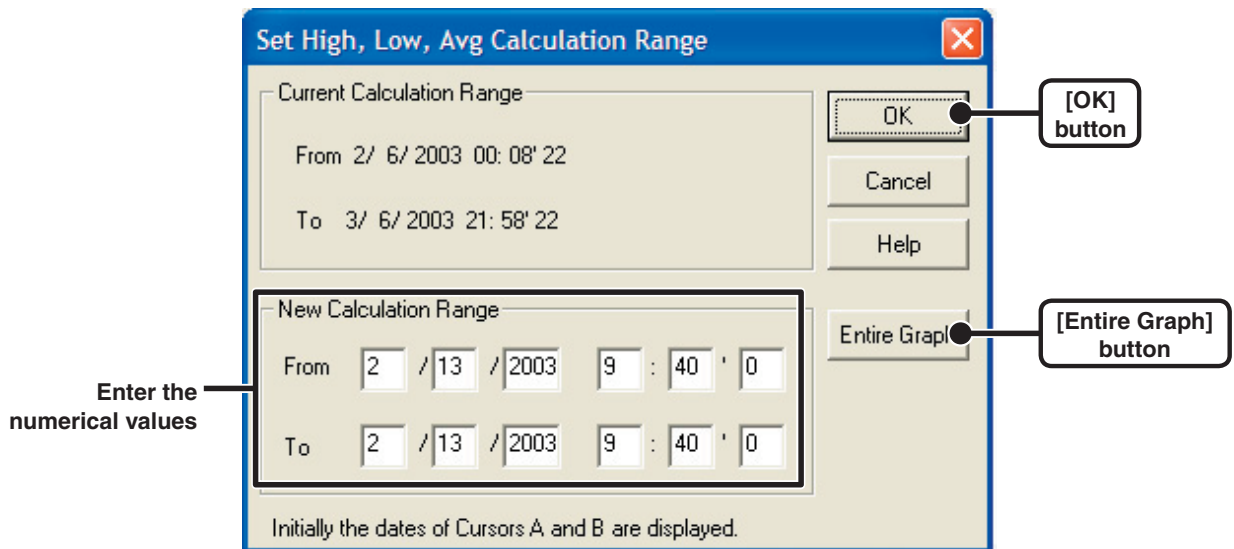 Set High, Low, Avg Calculation Range
Current Calculation Range
From 2/ 6/ 2003 00: 08' 22
To 3/ 6/ 2003 21: 58' 22
OK
Cancel
Help
[OK]
button
New Calculation Range
From 2 / 13 / 2003 9 : 40 ' 0
To 2 / 13 / 2003 9 : 40 ' 0
Entire Graph
[Entire Graph]
button
Enter the
numerical values
Initially the dates of Cursors A and B are displayed.